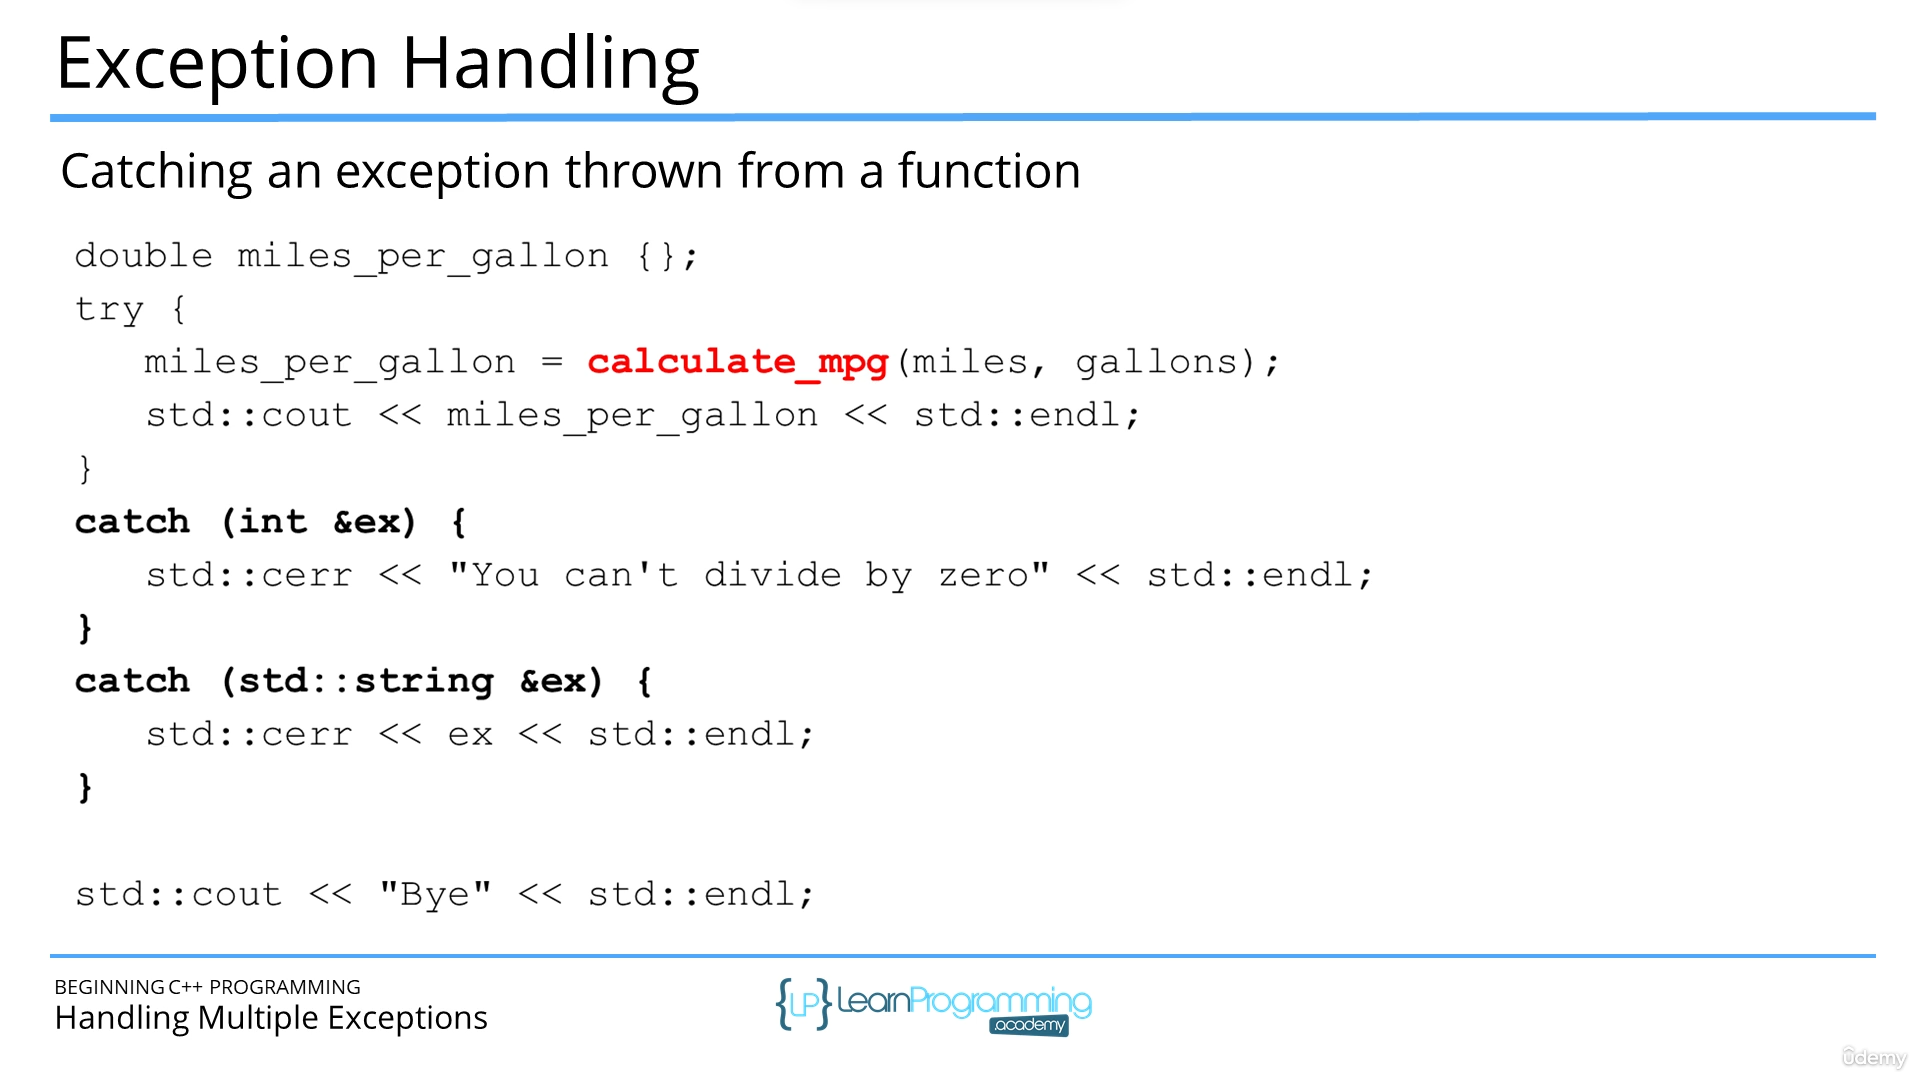 Exception Handling
Catching an exception thrown from a function
double miles_per_gallon {};
try {
   miles_per_gallon = calculate_mpg(miles, gallons);
   std::cout << miles_per_gallon << std::endl;
}
catch (int &ex) {
   std::cerr << "You can't divide by zero" << std::endl;
}
catch (std::string &ex) {
   std::cerr << ex << std::endl;
}
std::cout << "Bye" << std::endl;
BEGINNING C++ PROGRAMMING
Handling Multiple Exceptions
{LP} LearnProgramming
.academy
ûdemy